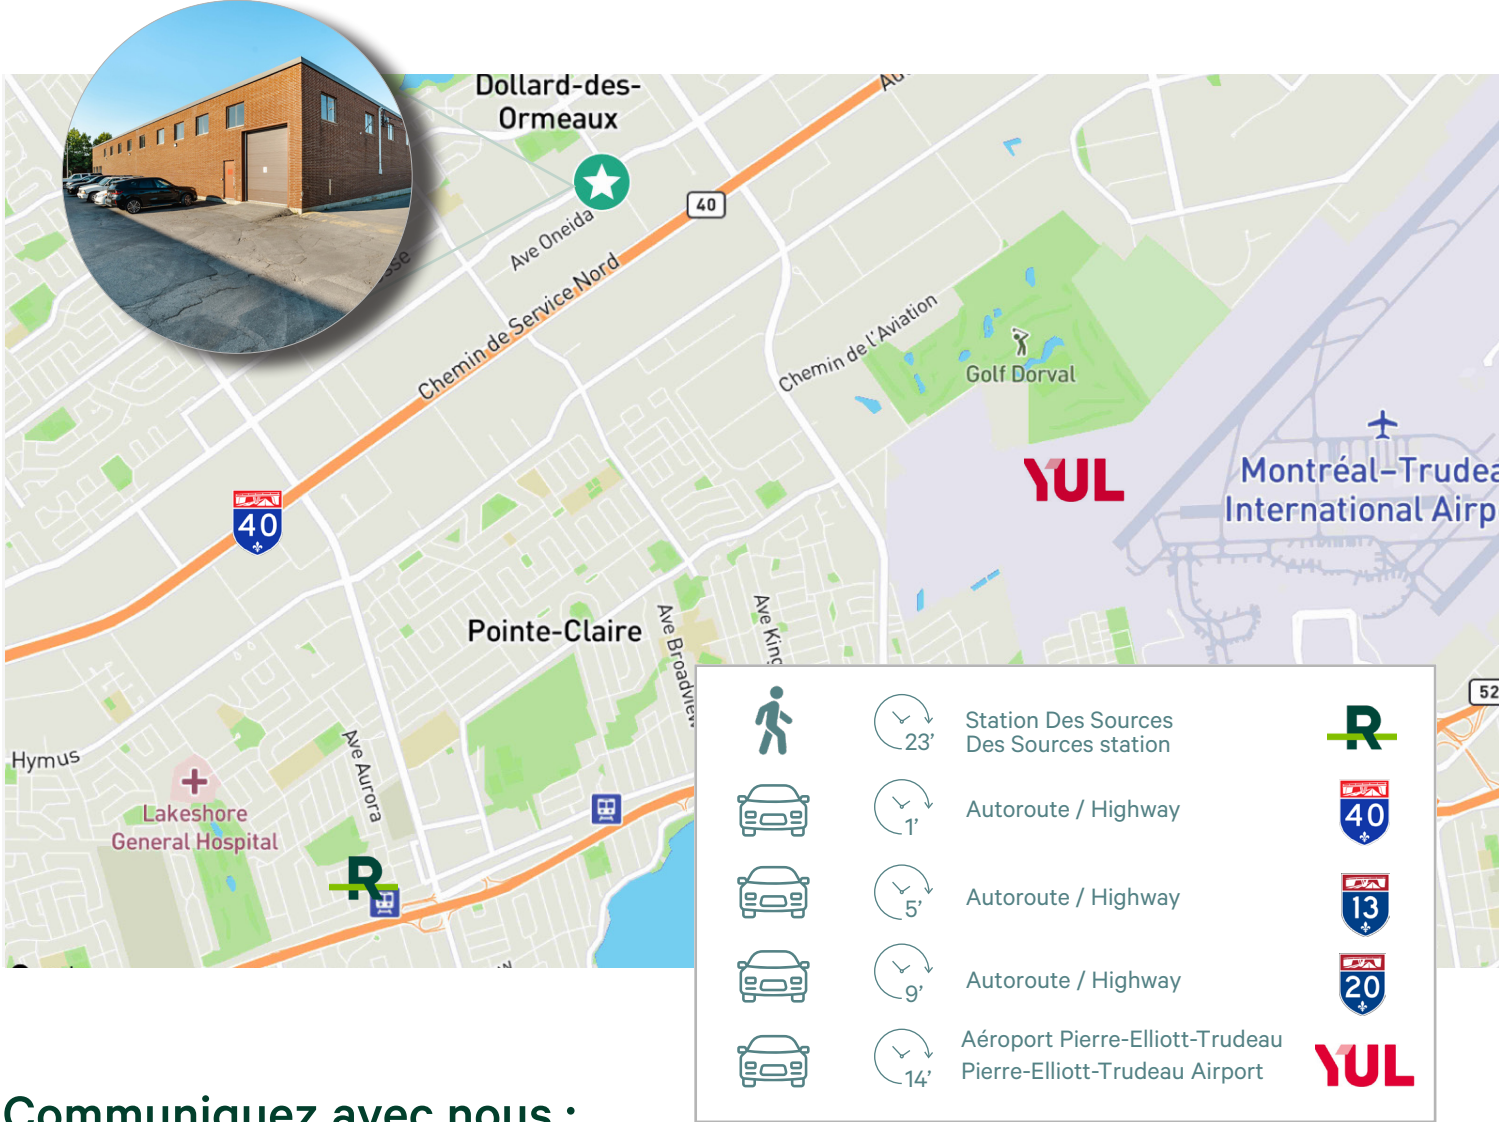 Dollard-des-
Ormeaux
40
Ave Oneida
Chemin de Service Nord
Chemin de l'Aviation
Golf Dorval
YUL
Montréal–Trudea
International Airp
40
Pointe-Claire
Ave Broadview
Ave King
Hymus
Ave Aurora
Lakeshore
General Hospital
R
52
23' Station Des Sources
Des Sources station
R
1' Autoroute / Highway 40
5' Autoroute / Highway 13
9' Autoroute / Highway 20
14' Aéroport Pierre-Elliott-Trudeau
Pierre-Elliott-Trudeau Airport
YUL
Communiquez avec nous :